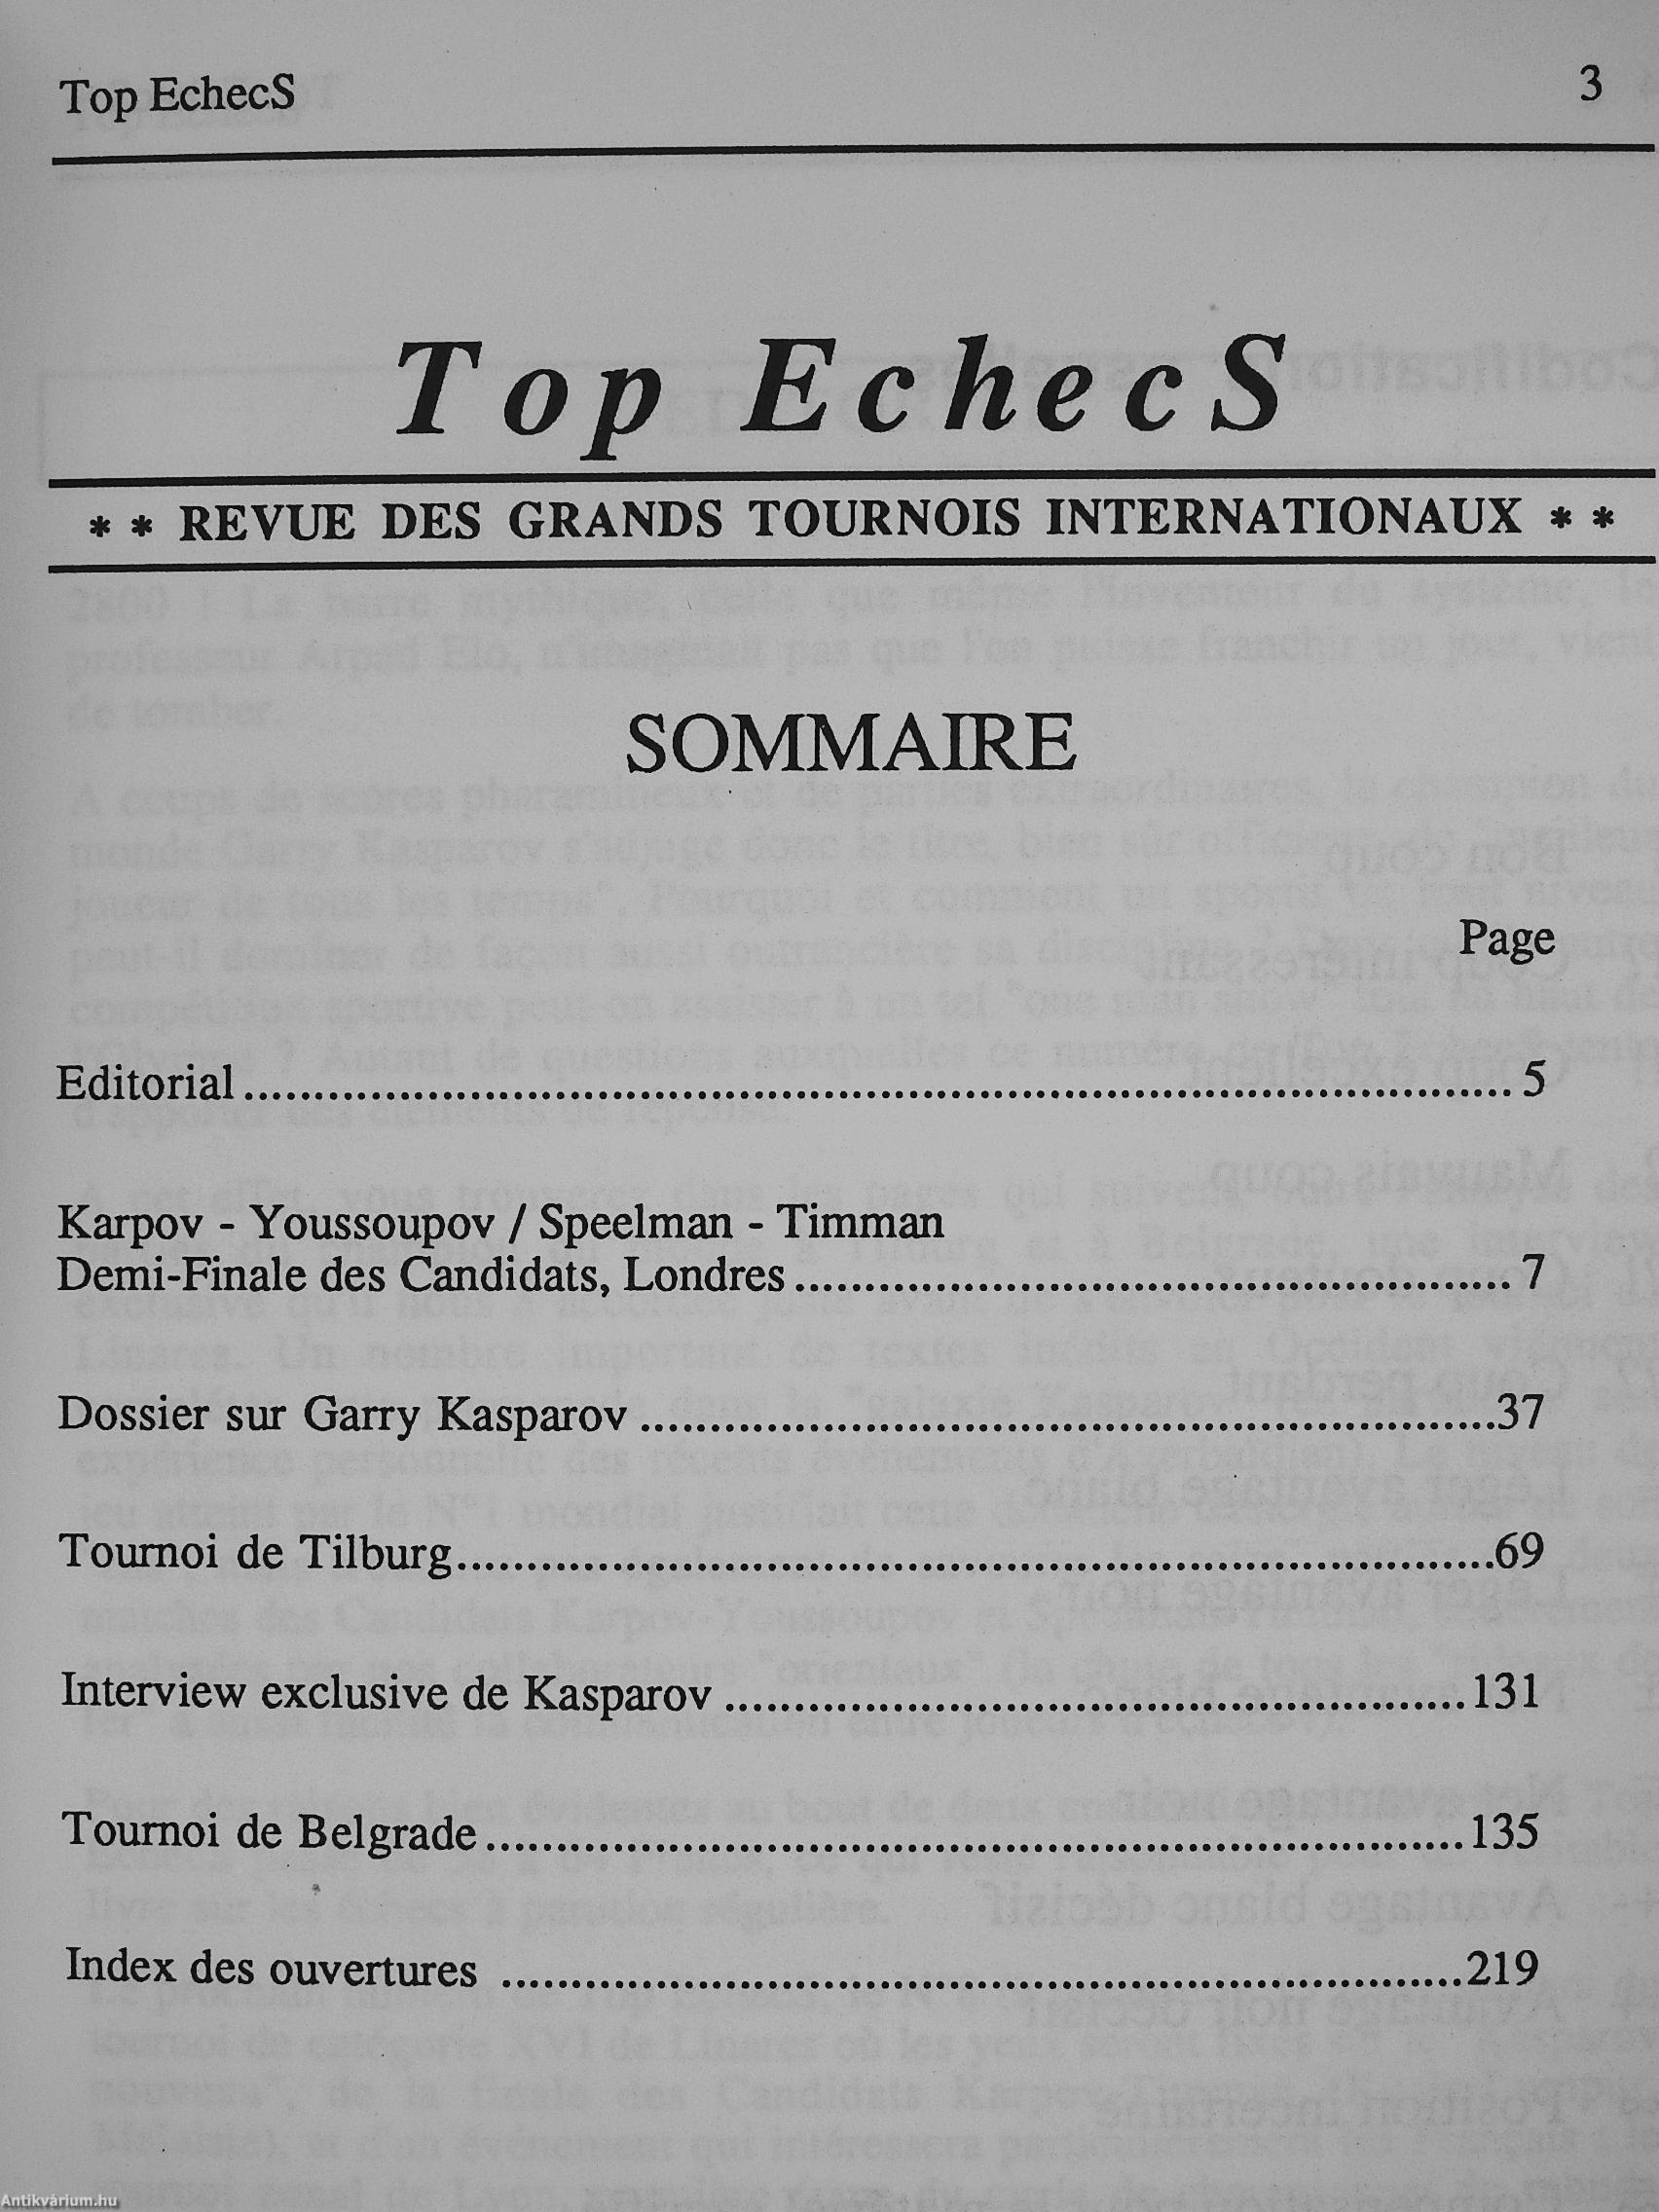 Top EchecS 3
Top EchecS
* * REVUE DES GRANDS TOURNOIS INTERNATIONAUX * *
SOMMAIRE
Page
Editorial 5
Karpov - Youssoupov / Speelman - Timman
Demi-Finale des Candidats, Londres 7
Dossier sur Garry Kasparov 37
Tournoi de Tilburg 69
Interview exclusive de Kasparov 131
Tournoi de Belgrade 135
Index des ouvertures 219
Antikvárium.hu